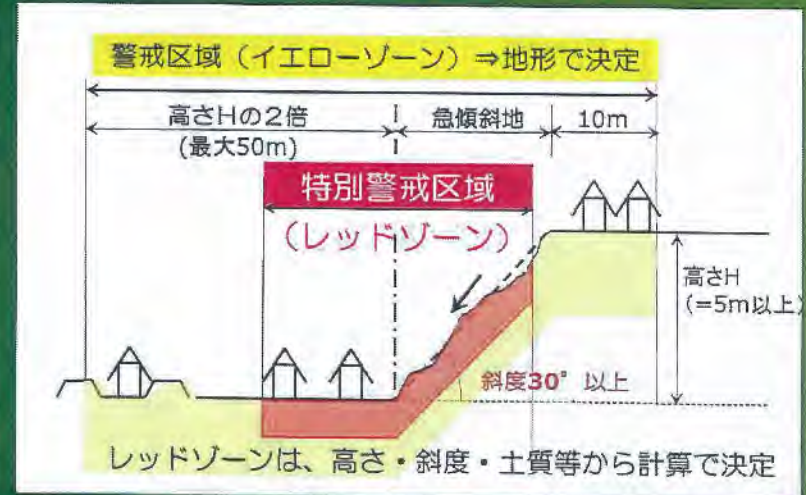 警戒区域（イエローゾーン）⇒地形で決定
高さHの2倍
(最大50m)
急傾斜地
10m
特別警戒区域
（レッドゾーン）
高さH
(=5m以上)
斜度30°以上
レッドゾーンは、高さ・斜度・土質等から計算で決定